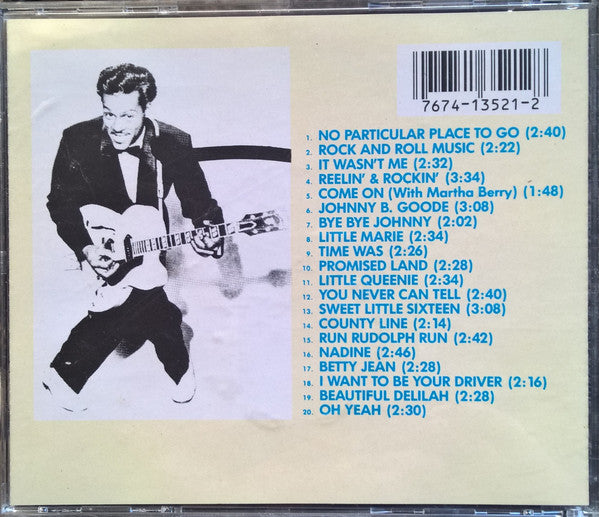 7674-13521-2
1. NO PARTICULAR PLACE TO GO (2:40)
2. ROCK AND ROLL MUSIC (2:22)
3. IT WASN'T ME (2:32)
4. REELIN' & ROCKIN' (3:34)
5. COME ON (With Martha Berry) (1:48)
6. JOHNNY B. GOODE (3:08)
7. BYE BYE JOHNNY (2:02)
8. LITTLE MARIE (2:34)
9. TIME WAS (2:26)
10. PROMISED LAND (2:28)
11. LITTLE QUEENIE (2:34)
12. YOU NEVER CAN TELL (2:40)
13. SWEET LITTLE SIXTEEN (3:08)
14. COUNTY LINE (2:14)
15. RUN RUDOLPH RUN (2:42)
16. NADINE (2:46)
17. BETTY JEAN (2:28)
18. I WANT TO BE YOUR DRIVER (2:16)
19. BEAUTIFUL DELILAH (2:28)
20. OH YEAH (2:30)